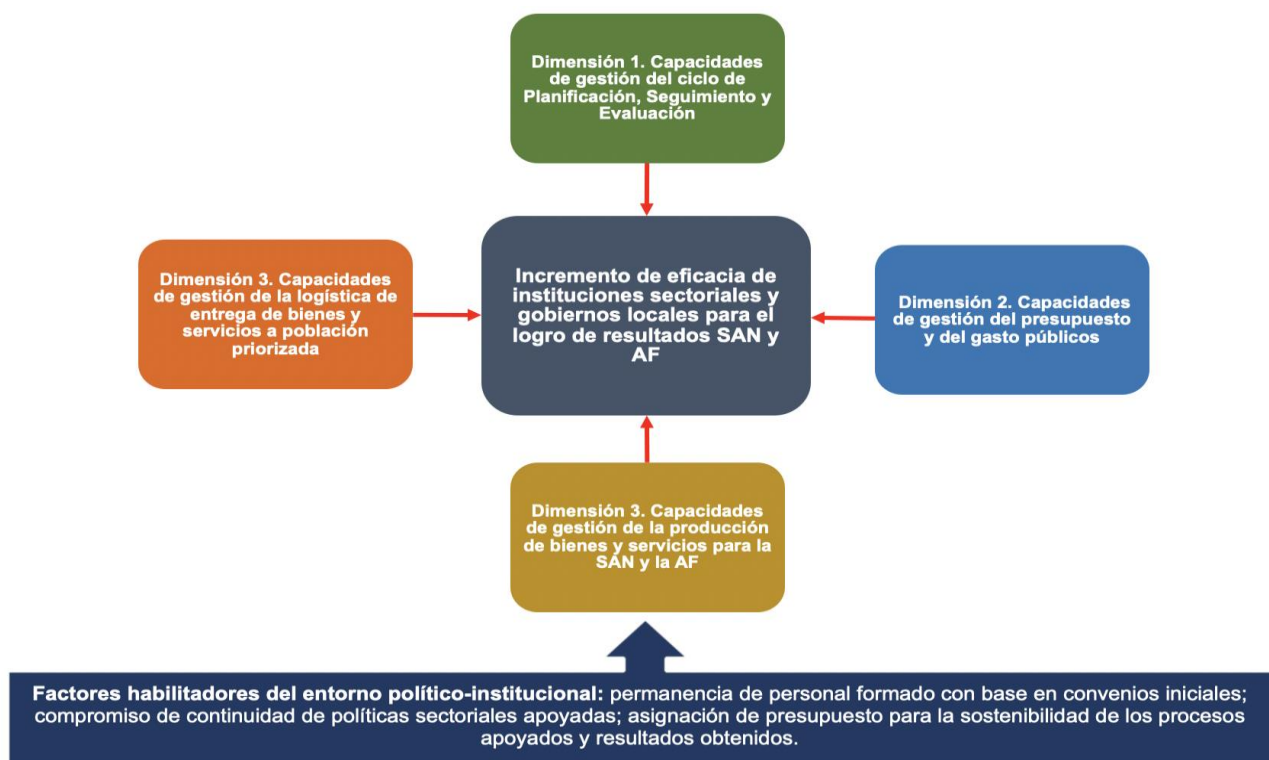 Dimensión 1. Capacidades
de gestión del ciclo de
Planificación, Seguimiento y
Evaluación
Dimensión 3. Capacidades
de gestión de la logística de
entrega de bienes y
servicios a población
priorizada
Incremento de eficacia de
instituciones sectoriales y
gobiernos locales para el
logro de resultados SAN y
AF
Dimensión 2. Capacidades
de gestión del presupuesto
y del gasto públicos
Dimensión 3. Capacidades
de gestión de la producción
de bienes y servicios para la
SAN y la AF
Factores habilitadores del entorno político-institucional: permanencia de personal formado con base en convenios iniciales;
compromiso de continuidad de políticas sectoriales apoyadas; asignación de presupuesto para la sostenibilidad de los procesos
apoyados y resultados obtenidos.